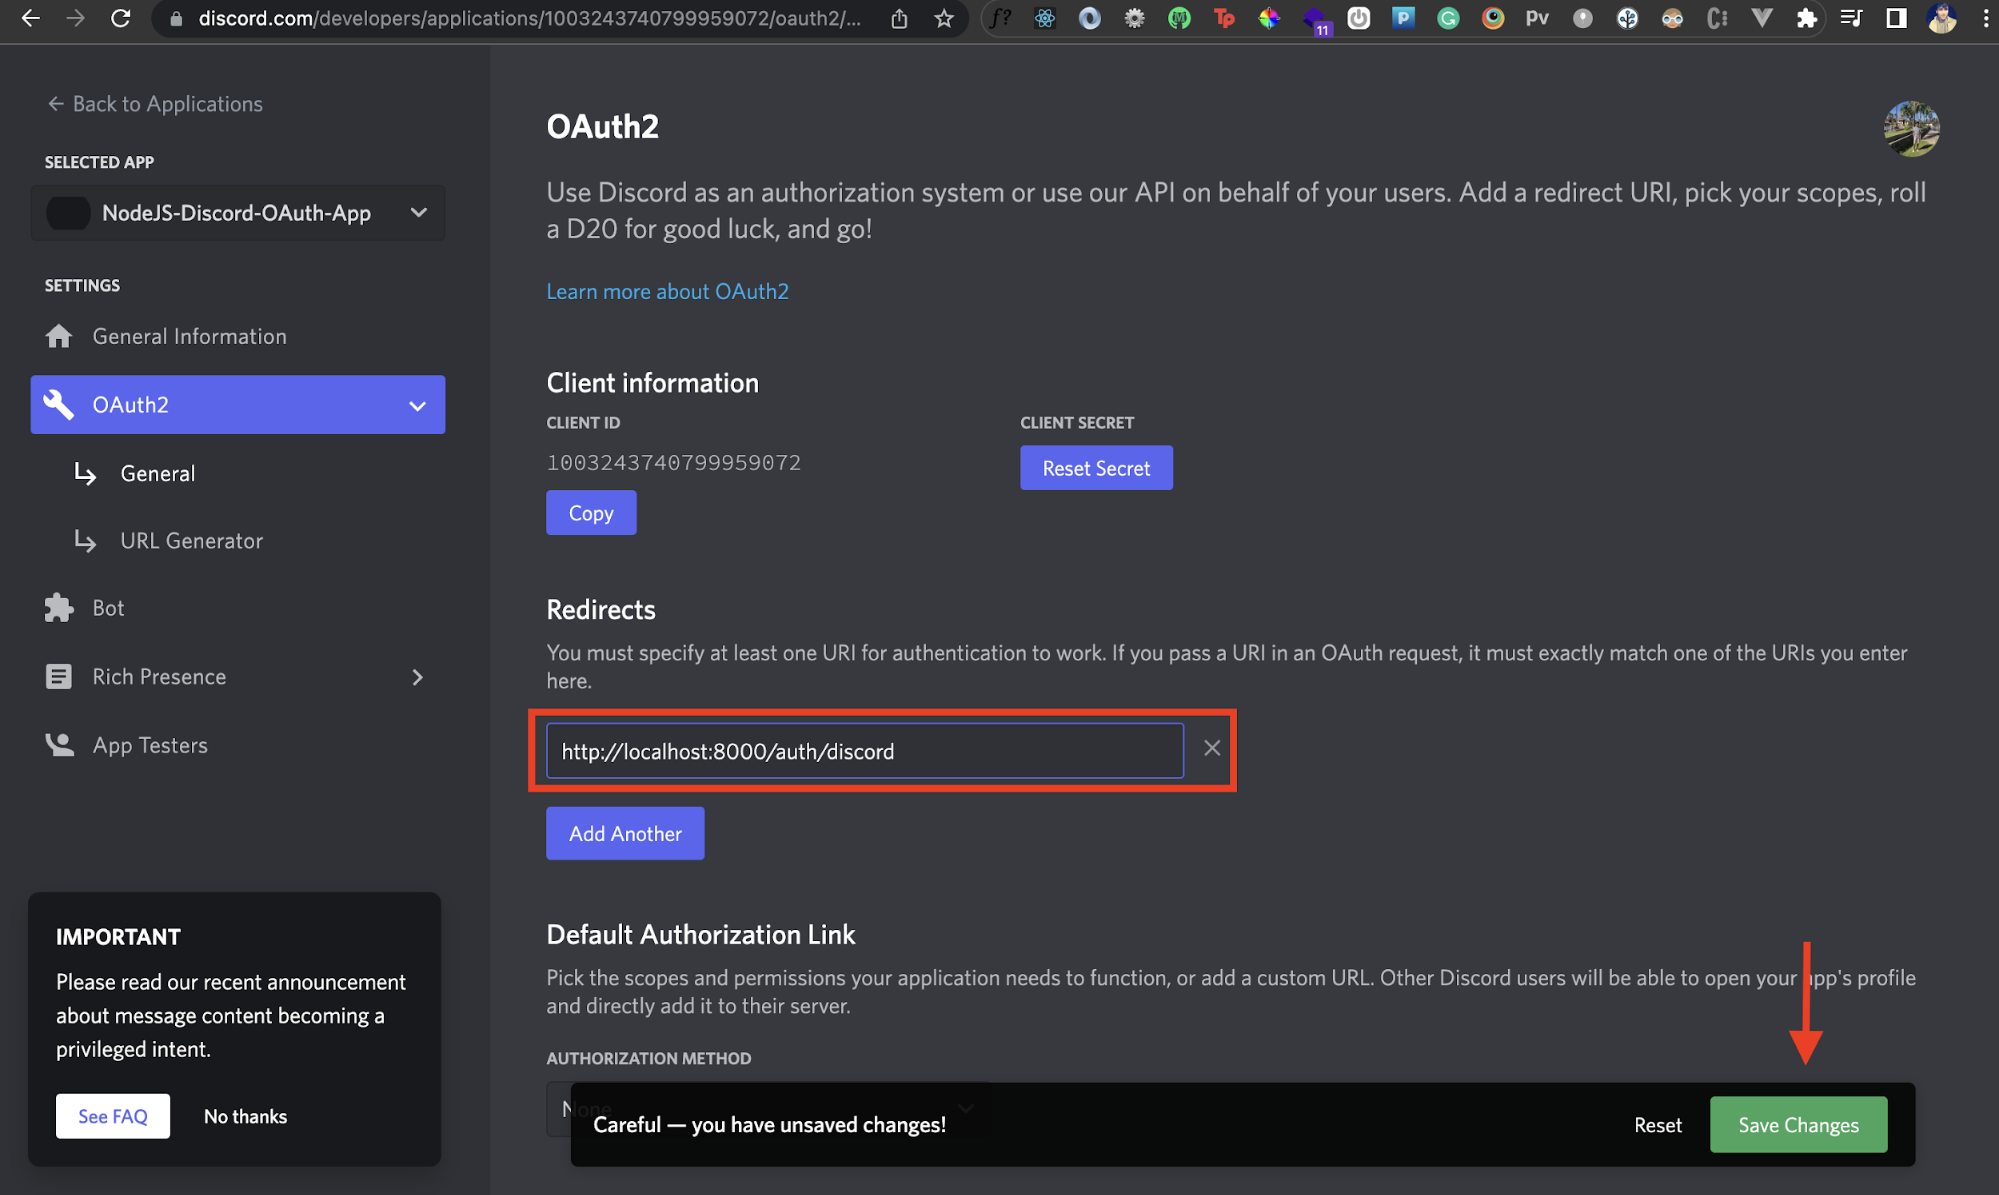 discord.com/developers/applications/1003243740799959072/oauth2/...
11
← Back to Applications
SELECTED APP
NodeJS-Discord-OAuth-App
SETTINGS
General Information
OAuth2
General
URL Generator
Bot
Rich Presence
App Testers
IMPORTANT
Please read our recent announcement
about message content becoming a
privileged intent.
See FAQ
No thanks
OAuth2
Use Discord as an authorization system or use our API on behalf of your users. Add a redirect URI, pick your scopes, roll
a D20 for good luck, and go!
Learn more about OAuth2
Client information
CLIENT ID
1003243740799959072
Copy
CLIENT SECRET
Reset Secret
Redirects
You must specify at least one URI for authentication to work. If you pass a URI in an OAuth request, it must exactly match one of the URIs you enter
here.
http://localhost:8000/auth/discord
Add Another
Default Authorization Link
Pick the scopes and permissions your application needs to function, or add a custom URL. Other Discord users will be able to open your app's profile
and directly add it to their server.
AUTHORIZATION METHOD
None
Careful — you have unsaved changes!
Reset
Save Changes